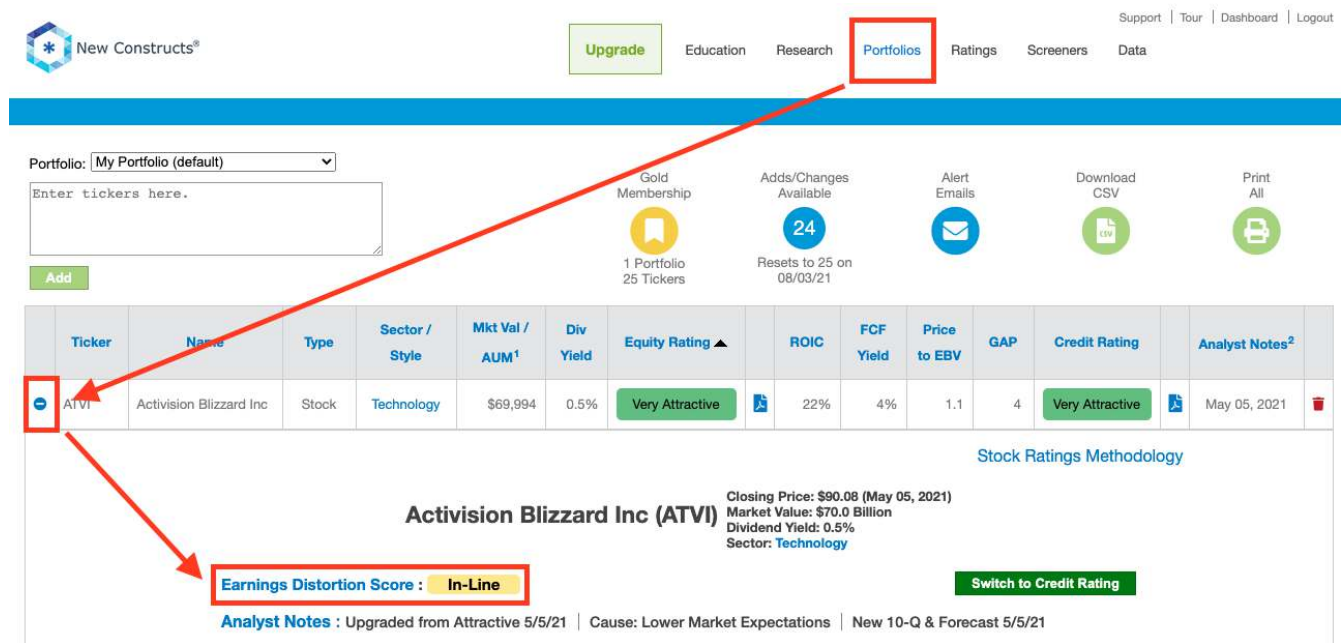 Support | Tour | Dashboard | Logout
New Constructs®
Upgrade Education Research Portfolios Ratings Screeners Data
Portfolio: My Portfolio (default)
Enter tickers here.
Add
Gold
Membership
1 Portfolio
25 Tickers
Adds/Changes
Available
24
Resets to 25 on
08/03/21
Alert
Emails
Download
CSV
CSV
Print
All
Ticker Name Type Sector / Style Mkt Val / AUM¹ Div Yield Equity Rating ▲ ROIC FCF Yield Price to EBV GAP Credit Rating Analyst Notes²
ATVI Activision Blizzard Inc Stock Technology $69,994 0.5% Very Attractive 22% 4% 1.1 4 Very Attractive May 05, 2021
Stock Ratings Methodology
Activision Blizzard Inc (ATVI)
Closing Price: $90.08 (May 05, 2021)
Market Value: $70.0 Billion
Dividend Yield: 0.5%
Sector: Technology
Earnings Distortion Score : In-Line
Switch to Credit Rating
Analyst Notes : Upgraded from Attractive 5/5/21 | Cause: Lower Market Expectations | New 10-Q & Forecast 5/5/21